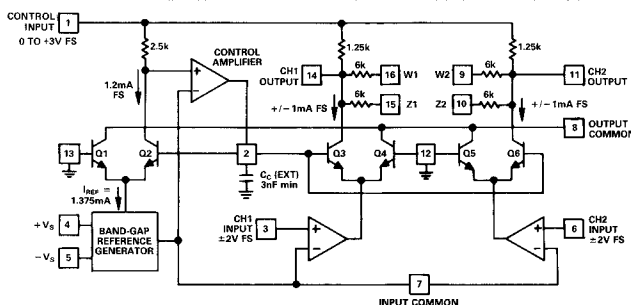 CONTROL
INPUT
1
0 TO +3V FS
2.5k
CONTROL
AMPLIFIER
1.25k
1.25k
CH1
OUTPUT
14
6k
16
W1
W2
9
6k
11
CH2
OUTPUT
1.2mA
FS
+
−
6k
+/−1mA FS
15
Z1
Z2
10
6k
+/−1mA FS
8
OUTPUT
COMMON
13
Q1
Q2
2
Q3
Q4
12
Q5
Q6
CC (EXT)
3nF min
IREF =
1.375mA
+VS
4
−VS
5
BAND-GAP
REFERENCE
GENERATOR
CH1
INPUT
±2V FS
3
+
−
+
−
6
CH2
INPUT
±2V FS
7
INPUT COMMON